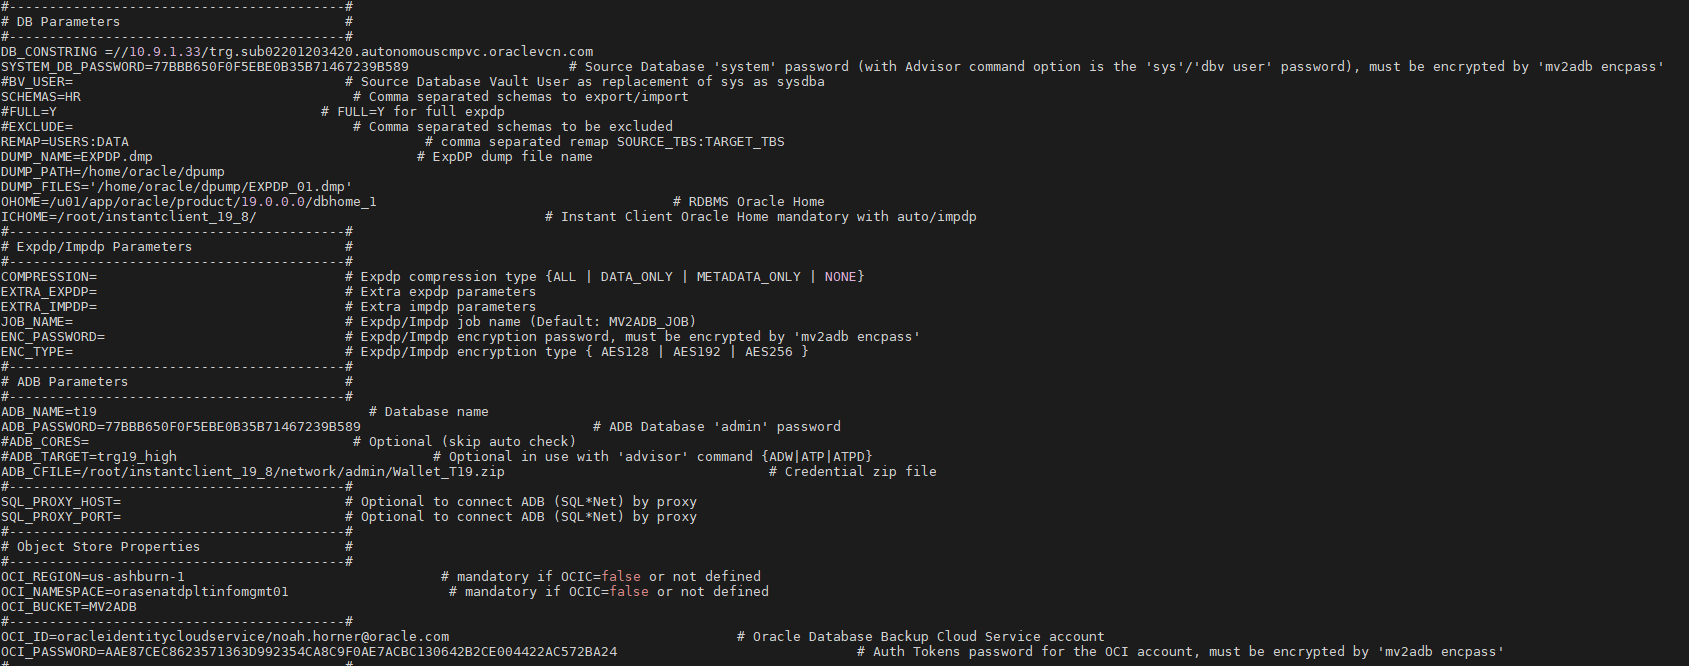 #------------------------------------------#
# DB Parameters                            #
#------------------------------------------#
DB_CONSTRING =//10.9.1.33/trg.sub02201203420.autonomouscmpvc.oraclevcn.com
SYSTEM_DB_PASSWORD=77BBB650F0F5EBE0B35B71467239B589                    # Source Database 'system' password (with Advisor command option is the 'sys'/'dbv user' password), must be encrypted by 'mv2adb encpass'
#BV_USER=                                  # Source Database Vault User as replacement of sys as sysdba
SCHEMAS=HR                                  # Comma separated schemas to export/import
#FULL=Y                                 # FULL=Y for full expdp
#EXCLUDE=                                   # Comma separated schemas to be excluded
REMAP=USERS:DATA                                     # comma separated remap SOURCE_TBS:TARGET_TBS
DUMP_NAME=EXPDP.dmp                                 # ExpDP dump file name
DUMP_PATH=/home/oracle/dpump
DUMP_FILES='/home/oracle/dpump/EXPDP_01.dmp'
OHOME=/u01/app/oracle/product/19.0.0.0/dbhome_1                                     # RDBMS Oracle Home
ICHOME=/root/instantclient_19_8/                                    # Instant Client Oracle Home mandatory with auto/impdp
#------------------------------------------#
# Expdp/Impdp Parameters                   #
#------------------------------------------#
COMPRESSION=                               # Expdp compression type {ALL | DATA_ONLY | METADATA_ONLY | NONE}
EXTRA_EXPDP=                               # Extra expdp parameters
EXTRA_IMPDP=                               # Extra impdp parameters
JOB_NAME=                                  # Expdp/Impdp job name (Default: MV2ADB_JOB)
ENC_PASSWORD=                              # Expdp/Impdp encryption password, must be encrypted by 'mv2adb encpass'
ENC_TYPE=                                  # Expdp/Impdp encryption type { AES128 | AES192 | AES256 }
#------------------------------------------#
# ADB Parameters                           #
#------------------------------------------#
ADB_NAME=t19                                  # Database name
ADB_PASSWORD=77BBB650F0F5EBE0B35B71467239B589                             # ADB Database 'admin' password
#ADB_CORES=                                 # Optional (skip auto check)
#ADB_TARGET=trg19_high                                # Optional in use with 'advisor' command {ADW|ATP|ATPD}
ADB_CFILE=/root/instantclient_19_8/network/admin/Wallet_T19.zip                                 # Credential zip file
#------------------------------------------#
SQL_PROXY_HOST=                            # Optional to connect ADB (SQL*Net) by proxy
SQL_PROXY_PORT=                            # Optional to connect ADB (SQL*Net) by proxy
#------------------------------------------#
# Object Store Properties                  #
#------------------------------------------#
OCI_REGION=us-ashburn-1                                # mandatory if OCIC=false or not defined
OCI_NAMESPACE=orasenatdpltinfomgmt01                    # mandatory if OCIC=false or not defined
OCI_BUCKET=MV2ADB
#------------------------------------------#
OCI_ID=oracleidentitycloudservice/noah.horner@oracle.com                                    # Oracle Database Backup Cloud Service account
OCI_PASSWORD=AAE87CEC8623571363D992354CA8C9F0AE7ACBC130642B2CE004422AC572BA24                              # Auth Tokens password for the OCI account, must be encrypted by 'mv2adb encpass'